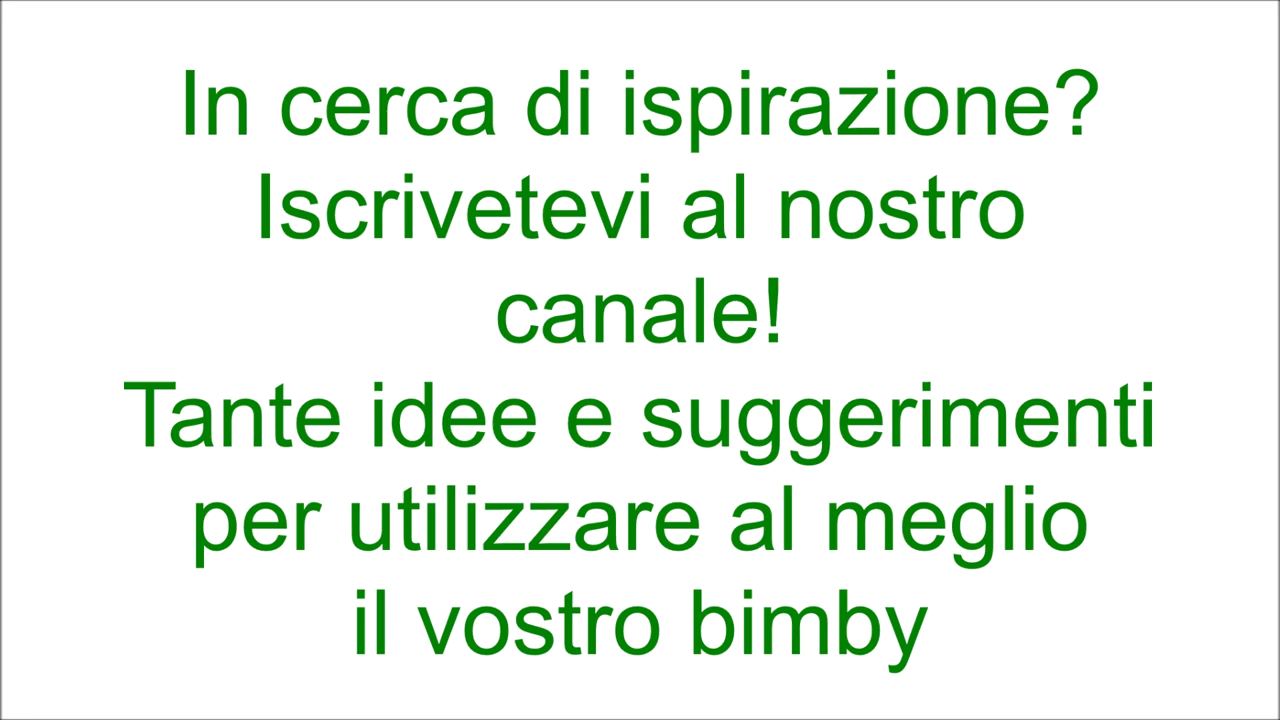 In cerca di ispirazione?
Iscrivetevi al nostro
canale!
Tante idee e suggerimenti
per utilizzare al meglio
il vostro bimby